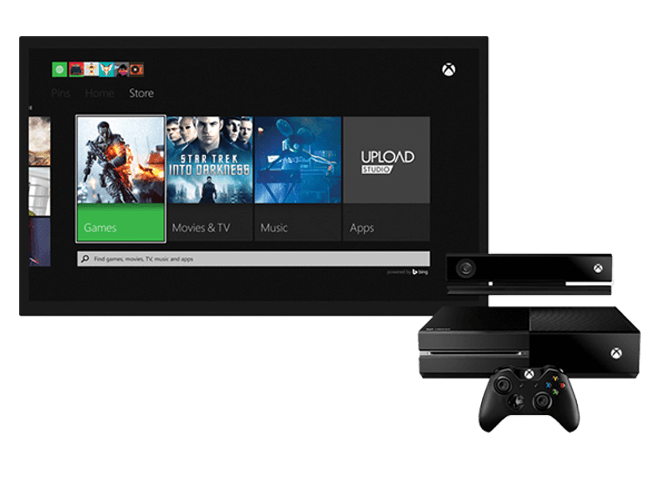 Pins Home Store
STAR TREK
INTO DARKNESS
UPLOAD
STUDIO
Games Movies & TV Music Apps
Find games, movies, TV, music and apps
powered by bing